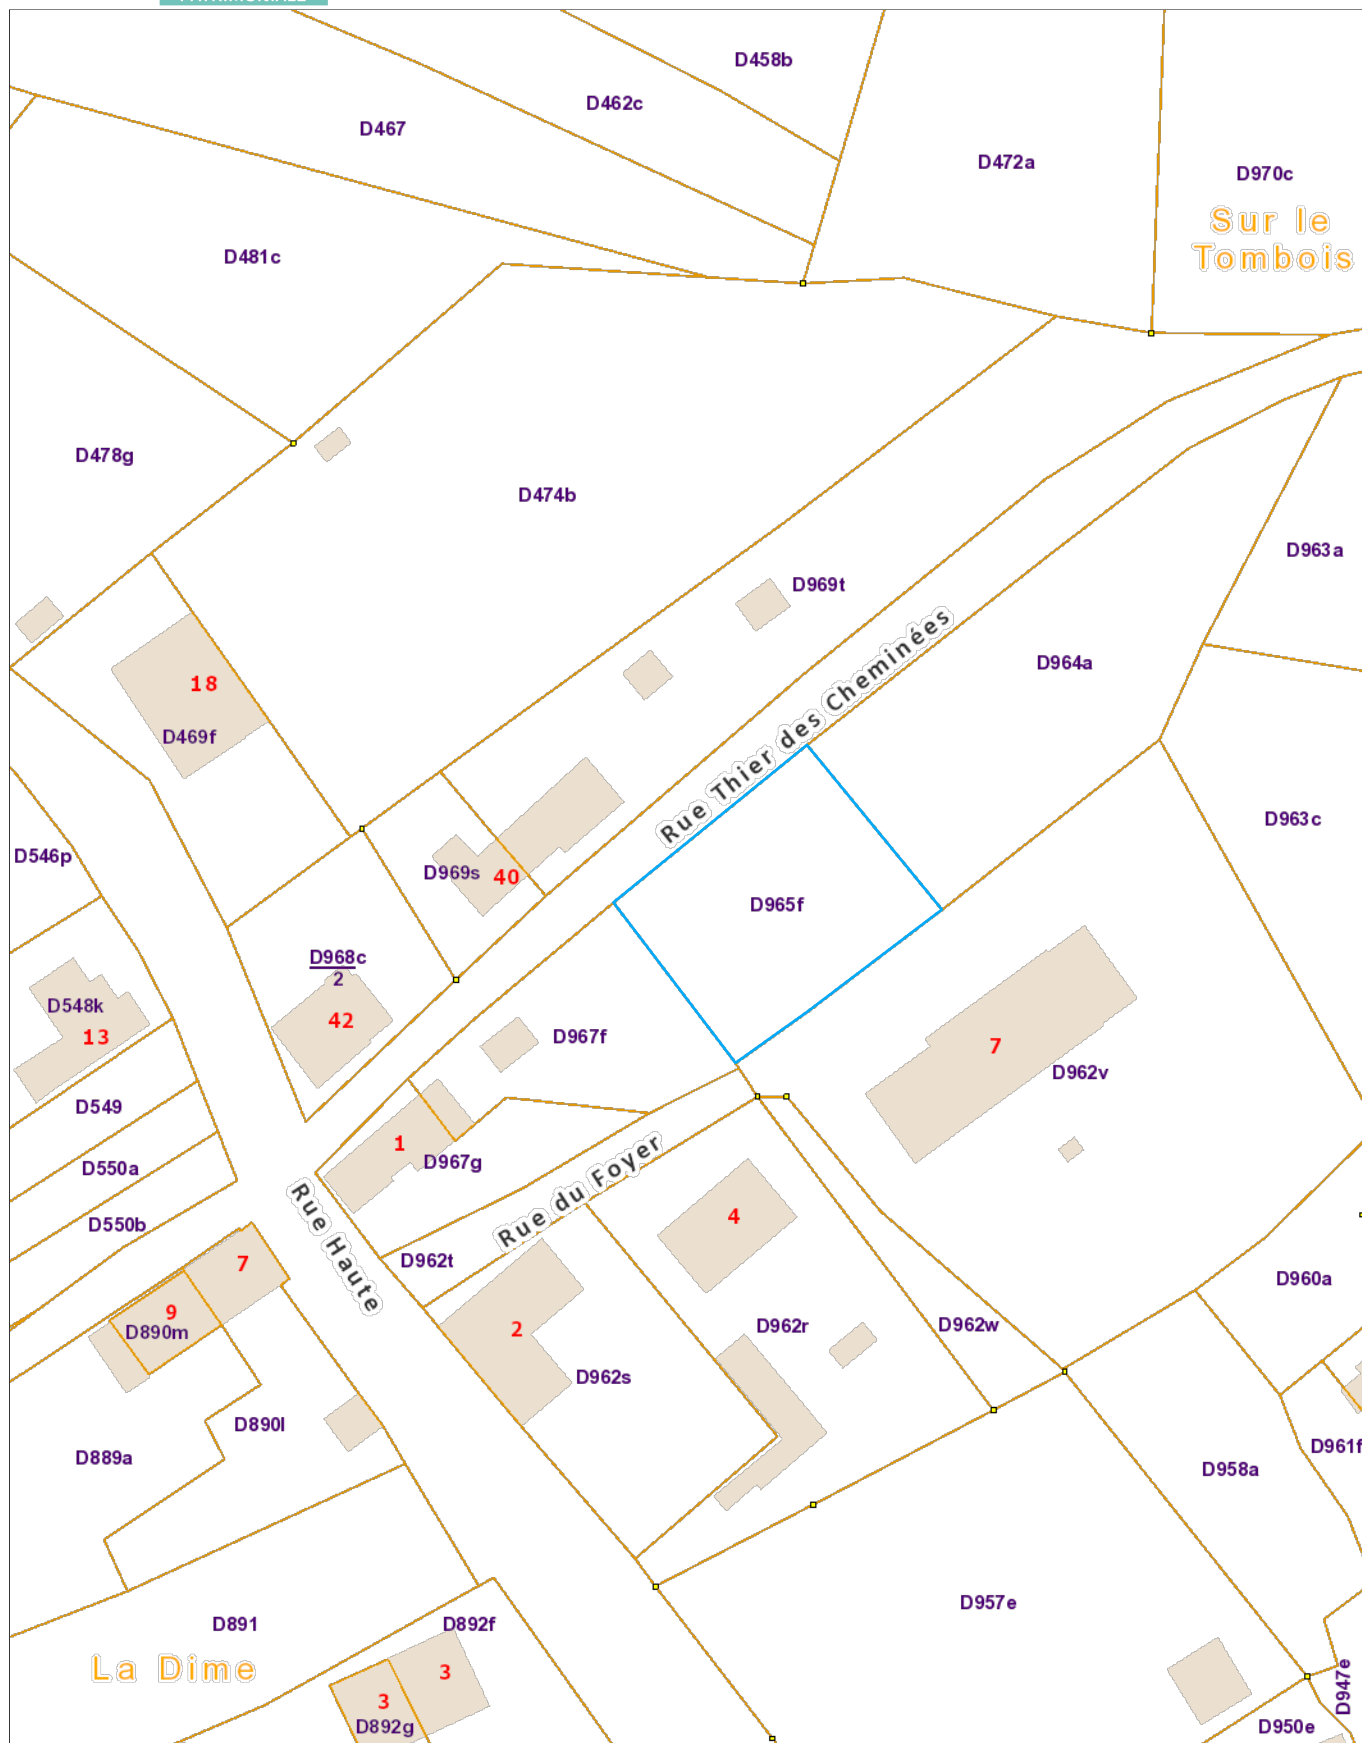 D458b
D462c
D467
D472a
D970c
Sur le
Tombois
D481c
D478g
D474b
D963a
D969t
D964a
18
D469f
Rue Thier des Cheminées
D963c
D546p
D969s
40
D965f
D968c
2
D548k
42
13
D967f
7
D962v
D549
1
D967g
D550a
Rue du Foyer
D550b
4
Rue Haute
D962t
7
D960a
9
D890m
2
D962r
D962w
D962s
D890l
D889a
D961f
D958a
D957e
D891
D892f
La Dime
3
3
D892g
D947e
D950e